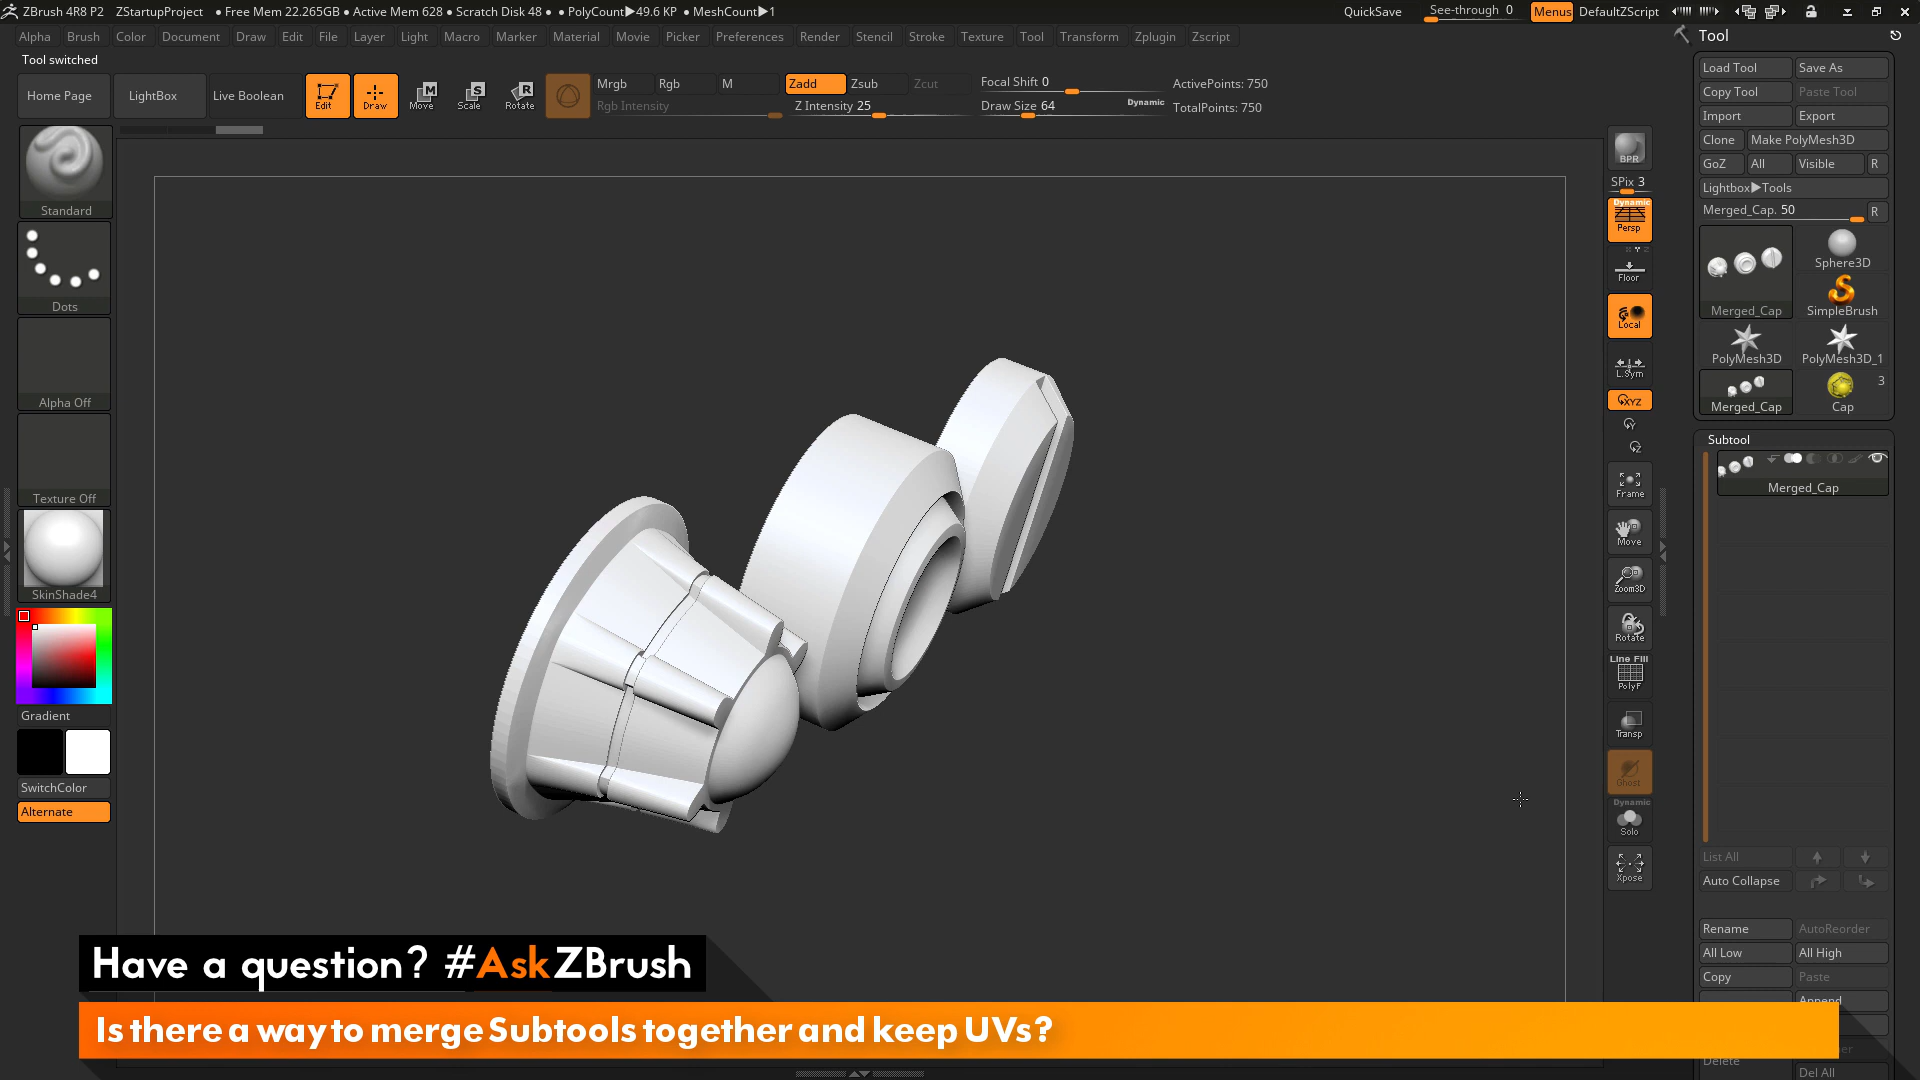 ZBrush 4R8 P2 ZStartupProject ● Free Mem 22.265GB ● Active Mem 628 ● Scratch Disk 48 ● ● PolyCount▶49.6 KP ● MeshCount▶1 QuickSave See-through 0 Menus DefaultZScript
Alpha Brush Color Document Draw Edit File Layer Light Macro Marker Material Movie Picker Preferences Render Stencil Stroke Texture Tool Transform Zplugin Zscript
Tool switched
Home Page LightBox Live Boolean Edit Draw Move Scale Rotate
Mrgb Rgb M Zadd Zsub Zcut Focal Shift 0 ActivePoints: 750
Rgb Intensity Z Intensity 25 Draw Size 64 Dynamic TotalPoints: 750
Standard
Dots
Alpha Off
Texture Off
SkinShade4
Gradient
SwitchColor
Alternate
BPR
SPix 3
Dynamic
Persp
Floor
Local
L.Sym
XYZ
Frame
Move
Zoom3D
Rotate
Line Fill
PolyF
Transp
Ghost
Dynamic
Solo
Xpose
Tool
Load Tool Save As
Copy Tool Paste Tool
Import Export
Clone Make PolyMesh3D
GoZ All Visible R
Lightbox▶Tools
Merged_Cap. 50 R
Merged_Cap Sphere3D
SimpleBrush
PolyMesh3D PolyMesh3D_1
3
Merged_Cap Cap
Subtool
Merged_Cap
List All
Auto Collapse
Rename AutoReorder
All Low All High
Copy Paste
Append
Delete
Del All
Have a question? #AskZBrush
Is there a way to merge Subtools together and keep UVs?